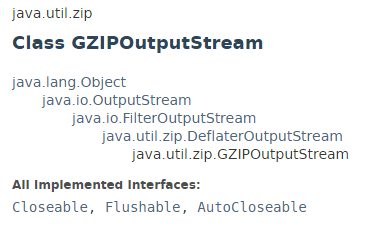 java.util.zip
Class GZIPOutputStream
java.lang.Object
java.io.OutputStream
java.io.FilterOutputStream
java.util.zip.DeflaterOutputStream
java.util.zip.GZIPOutputStream
All Implemented Interfaces:
Closeable, Flushable, AutoCloseable